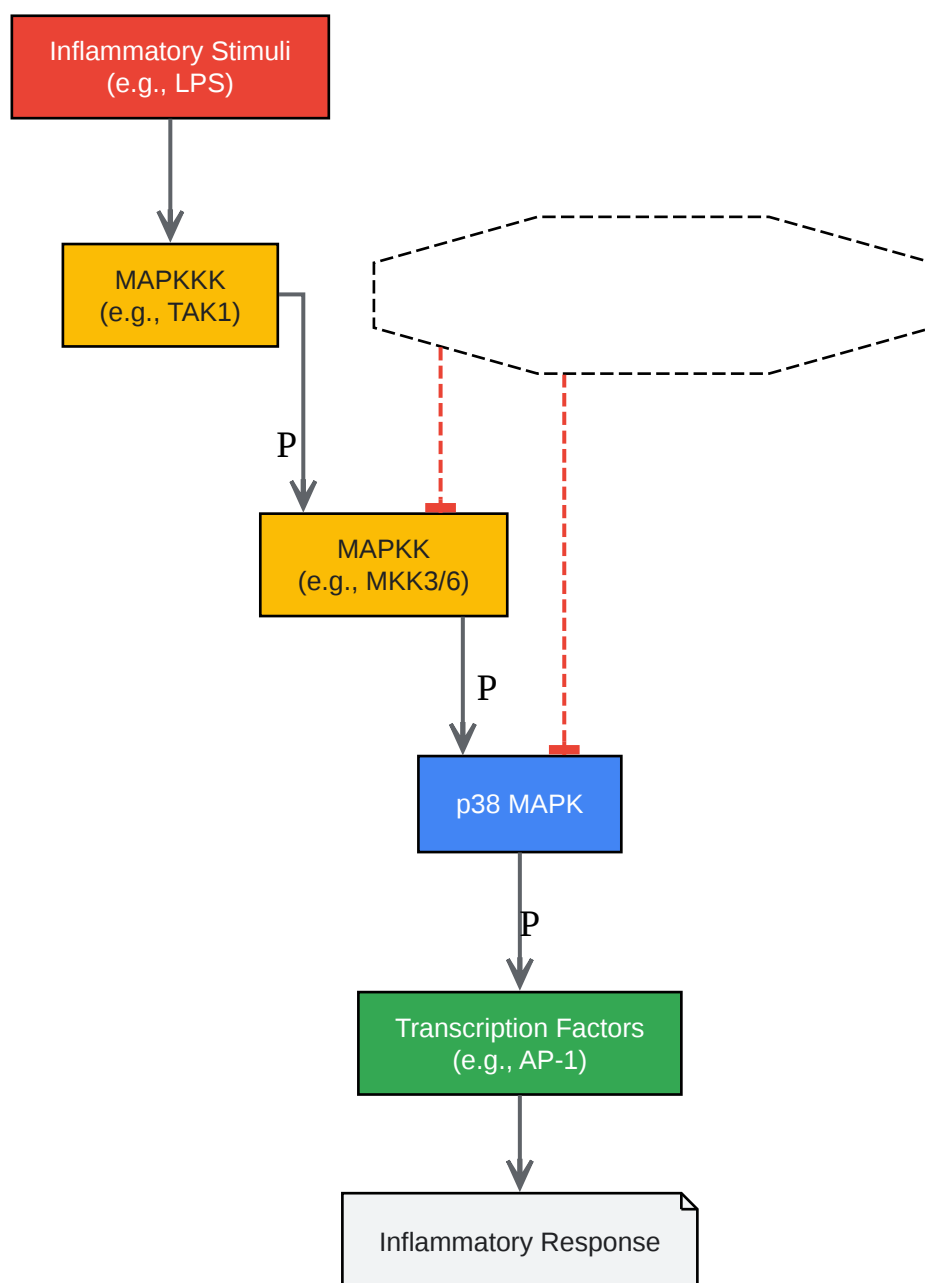 Inflammatory Stimuli
(e.g., LPS)
MAPKKK
(e.g., TAK1)
P
MAPKK
(e.g., MKK3/6)
P
p38 MAPK
P
Transcription Factors
(e.g., AP-1)
Inflammatory Response